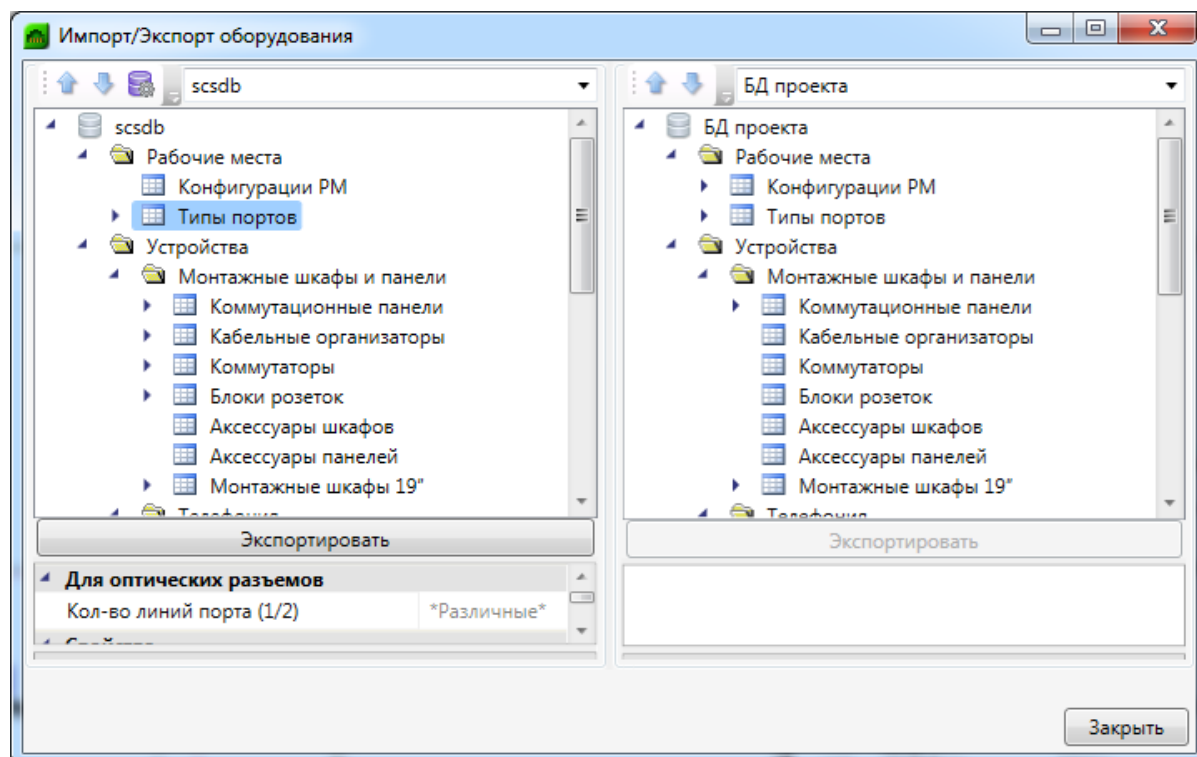 Импорт/Экспорт оборудования
scsdb
scsdb
Рабочие места
Конфигурации РМ
Типы портов
Устройства
Монтажные шкафы и панели
Коммутационные панели
Кабельные организаторы
Коммутаторы
Блоки розеток
Аксессуары шкафов
Аксессуары панелей
Монтажные шкафы 19"
Телефония
Экспортировать
Для оптических разъемов
Кол-во линий порта (1/2) *Различные*
Свойства
БД проекта
БД проекта
Рабочие места
Конфигурации РМ
Типы портов
Устройства
Монтажные шкафы и панели
Коммутационные панели
Кабельные организаторы
Коммутаторы
Блоки розеток
Аксессуары шкафов
Аксессуары панелей
Монтажные шкафы 19"
Телефония
Экспортировать
Закрыть